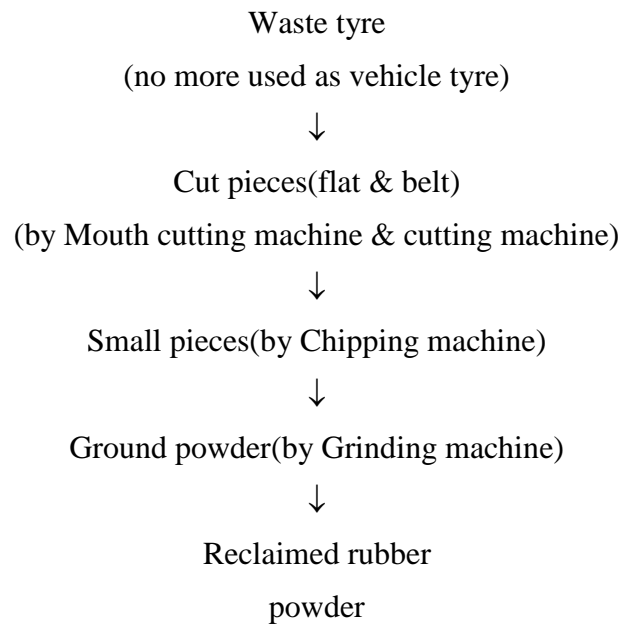 Waste tyre
(no more used as vehicle tyre)
↓
Cut pieces(flat & belt)
(by Mouth cutting machine & cutting machine)
↓
Small pieces(by Chipping machine)
↓
Ground powder(by Grinding machine)
↓
Reclaimed rubber
powder